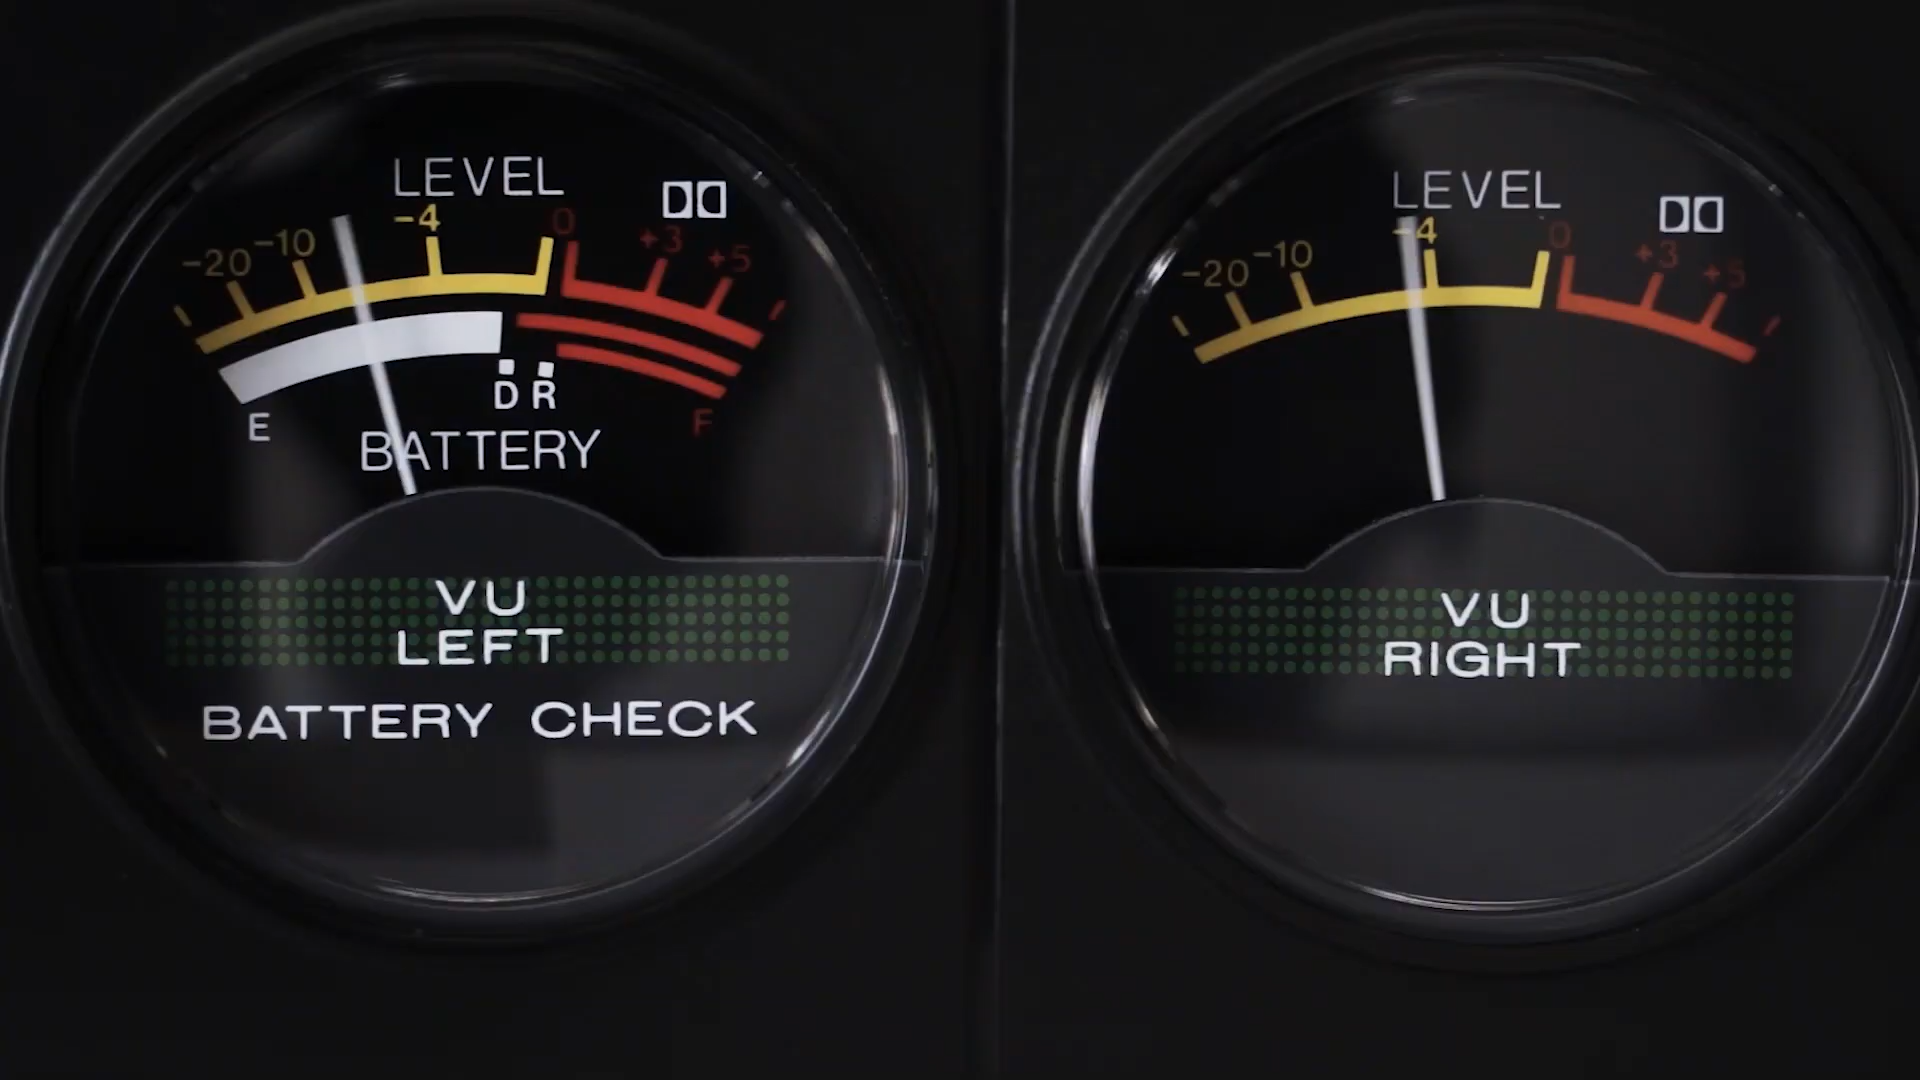 LEVEL
-20 -10 -4 0 +3 +5
D R
E F
BATTERY
VU
LEFT
BATTERY CHECK
LEVEL
-20 -10 -4 0 +3 +5
VU
RIGHT